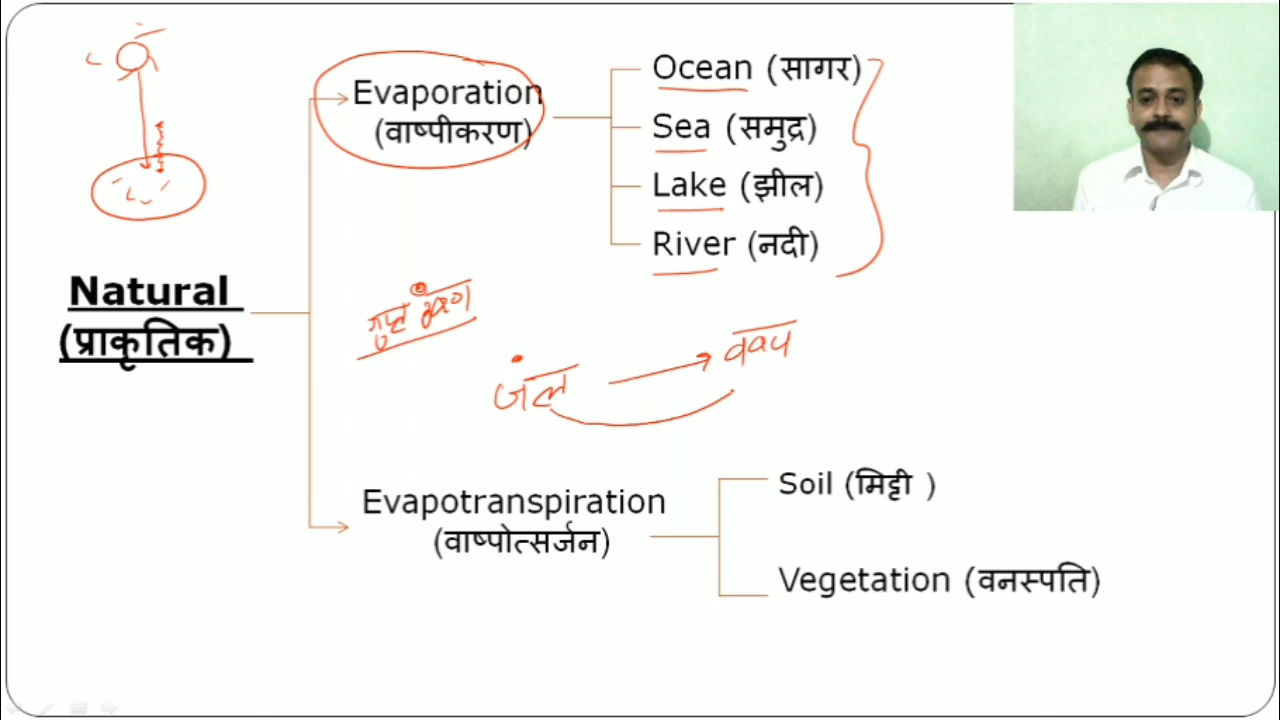 Evaporation
(वाष्पीकरण)
Ocean (सागर)
Sea (समुद्र)
Lake (झील)
River (नदी)
Natural
(प्राकृतिक)
गुप्त
जल
Evapotranspiration
(वाष्पोत्सर्जन)
Soil (मिट्टी )
Vegetation (वनस्पति)